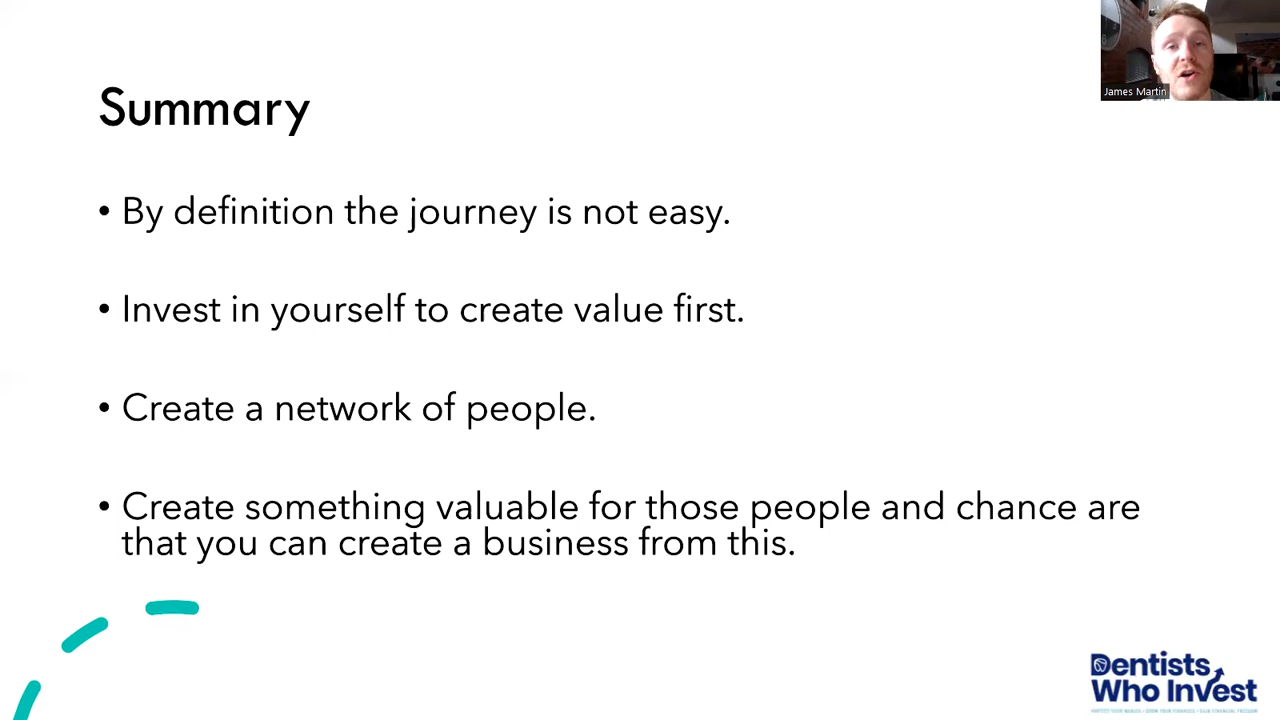 James Martin
Summary
• By definition the journey is not easy.
• Invest in yourself to create value first.
• Create a network of people.
• Create something valuable for those people and chance are
that you can create a business from this.
Dentists
Who Invest